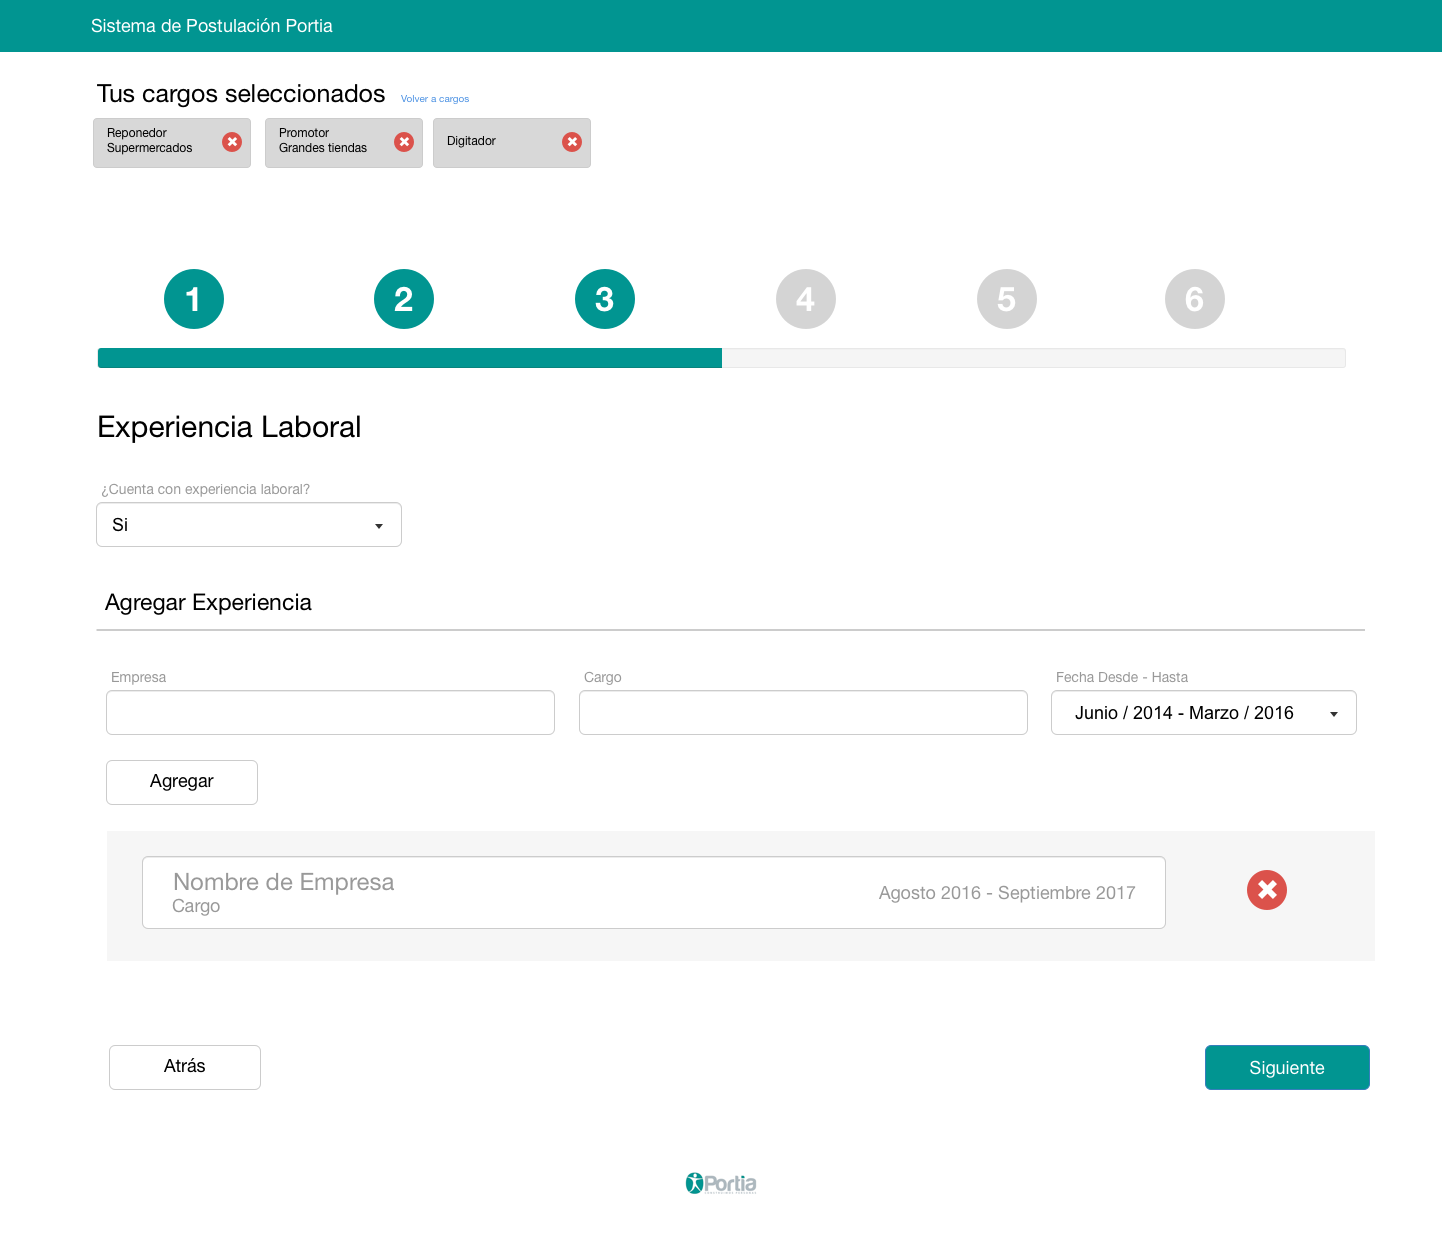 Sistema de Postulación Portia
Tus cargos seleccionados Volver a cargos
Reponedor
Supermercados
Promotor
Grandes tiendas
Digitador
1 2 3 4 5 6
Experiencia Laboral
¿Cuenta con experiencia laboral?
Si
Agregar Experiencia
Empresa Cargo Fecha Desde - Hasta
Junio / 2014 - Marzo / 2016
Agregar
Nombre de Empresa
Cargo
Agosto 2016 - Septiembre 2017
Atrás Siguiente
Portia